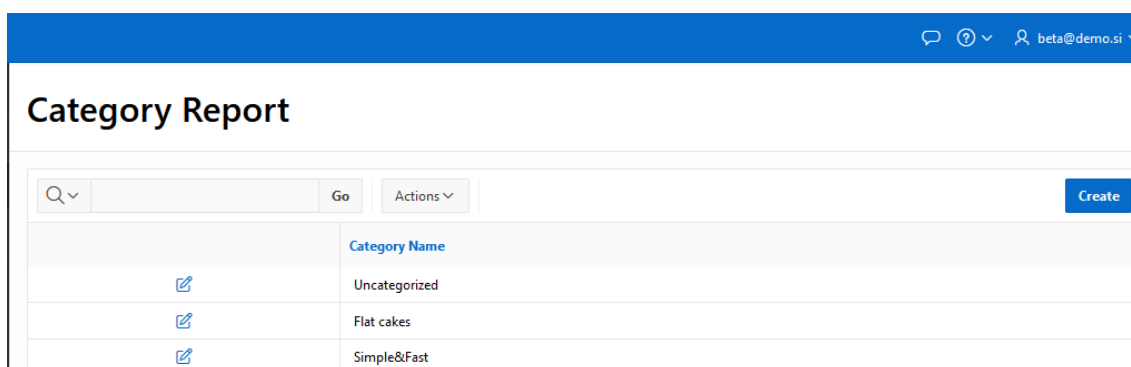 beta@demo.si
Category Report
Go Actions Create
Category Name
Uncategorized
Flat cakes
Simple&Fast